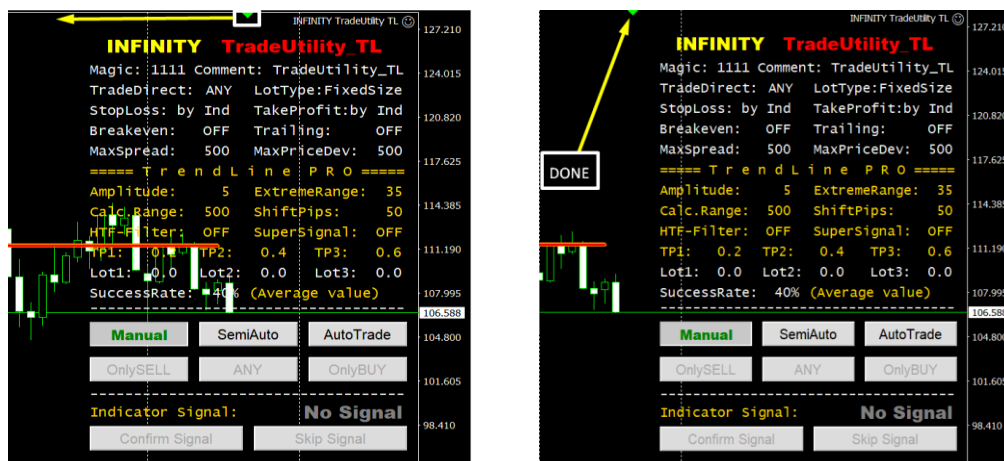 INFINITY TradeUtility TL
INFINITY TradeUtility_TL
Magic: 1111 Comment: TradeUtility_TL
TradeDirect: ANY LotType:FixedSize
StopLoss: by Ind TakeProfit:by Ind
Breakeven: OFF Trailing: OFF
MaxSpread: 500 MaxPriceDev: 500
===== T r e n d L i n e P R O =====
Amplitude: 5 ExtremeRange: 35
Calc.Range: 500 ShiftPips: 50
HTF-Filter: OFF SuperSignal: OFF
TP1: 0.2 TP2: 0.4 TP3: 0.6
Lot1: 0.0 Lot2: 0.0 Lot3: 0.0
SuccessRate: 40% (Average value)
Manual SemiAuto AutoTrade
OnlySELL ANY OnlyBUY
Indicator Signal: No Signal
Confirm Signal Skip Signal
127.210
124.015
120.820
117.625
114.385
111.190
107.995
106.588
104.800
101.605
98.410
INFINITY TradeUtility TL
INFINITY TradeUtility_TL
Magic: 1111 Comment: TradeUtility_TL
TradeDirect: ANY LotType:FixedSize
StopLoss: by Ind TakeProfit:by Ind
Breakeven: OFF Trailing: OFF
MaxSpread: 500 MaxPriceDev: 500
DONE
===== T r e n d L i n e P R O =====
Amplitude: 5 ExtremeRange: 35
Calc.Range: 500 ShiftPips: 50
HTF-Filter: OFF SuperSignal: OFF
TP1: 0.2 TP2: 0.4 TP3: 0.6
Lot1: 0.0 Lot2: 0.0 Lot3: 0.0
SuccessRate: 40% (Average value)
Manual SemiAuto AutoTrade
OnlySELL ANY OnlyBUY
Indicator Signal: No Signal
Confirm Signal Skip Signal
127.210
124.015
120.820
117.625
114.385
111.190
107.995
106.588
104.800
101.605
98.410